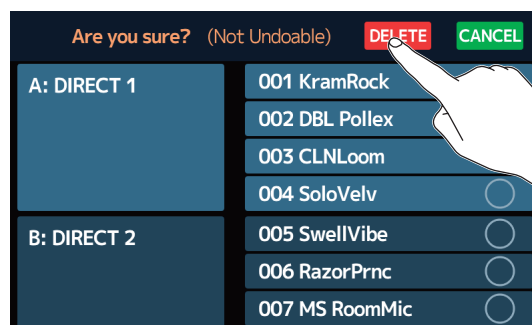 Are you sure? (Not Undoable) DELETE CANCEL
A: DIRECT 1
001 KramRock
002 DBL Pollex
003 CLNLoom
004 SoloVelv
B: DIRECT 2
005 SwellVibe
006 RazorPrnc
007 MS RoomMic